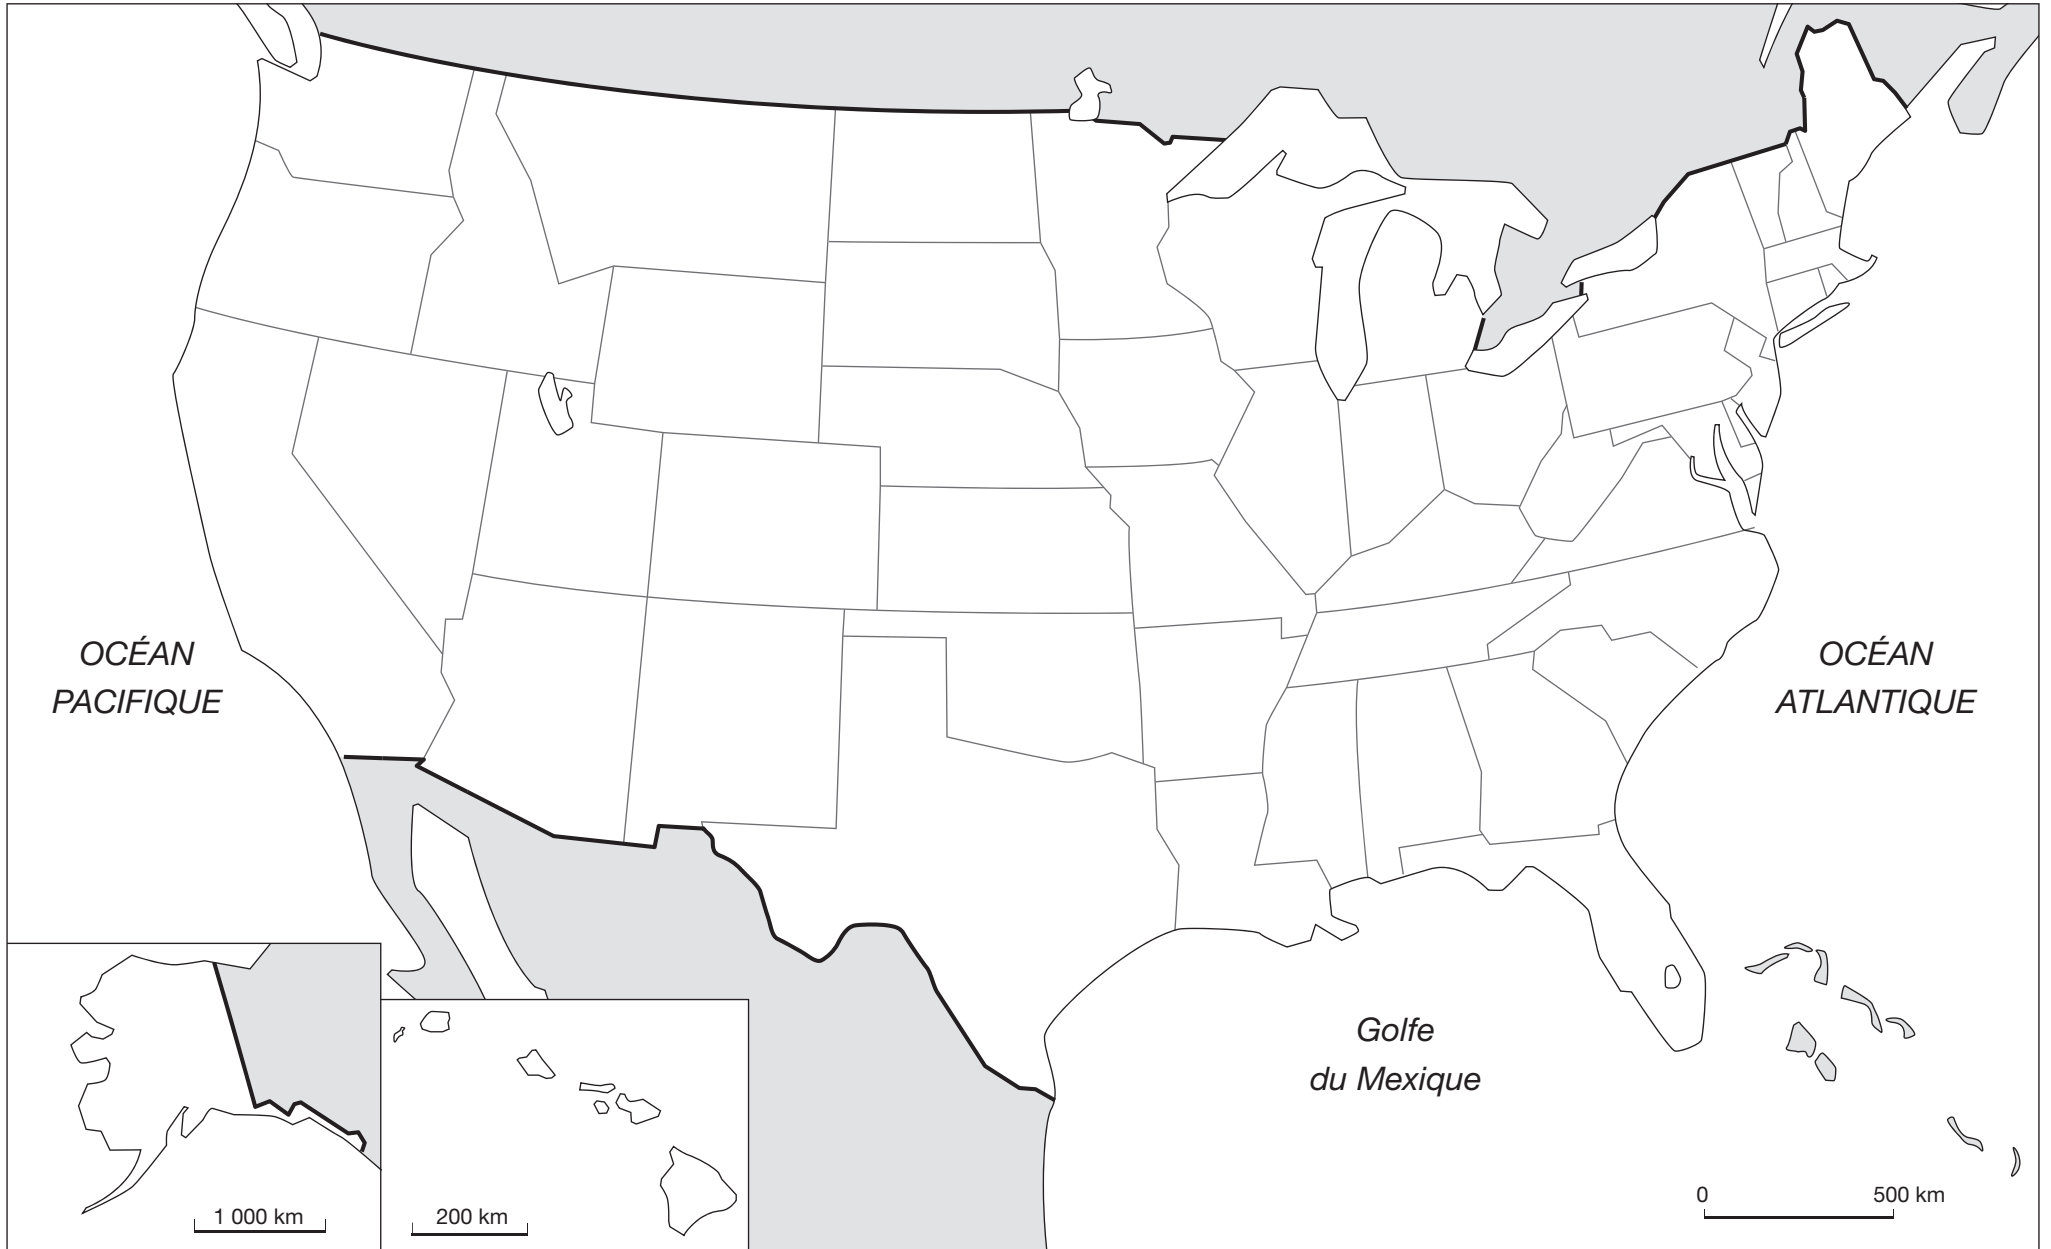 OCÉAN
PACIFIQUE
OCÉAN
ATLANTIQUE
Golfe
du Mexique
1 000 km
200 km
0 500 km